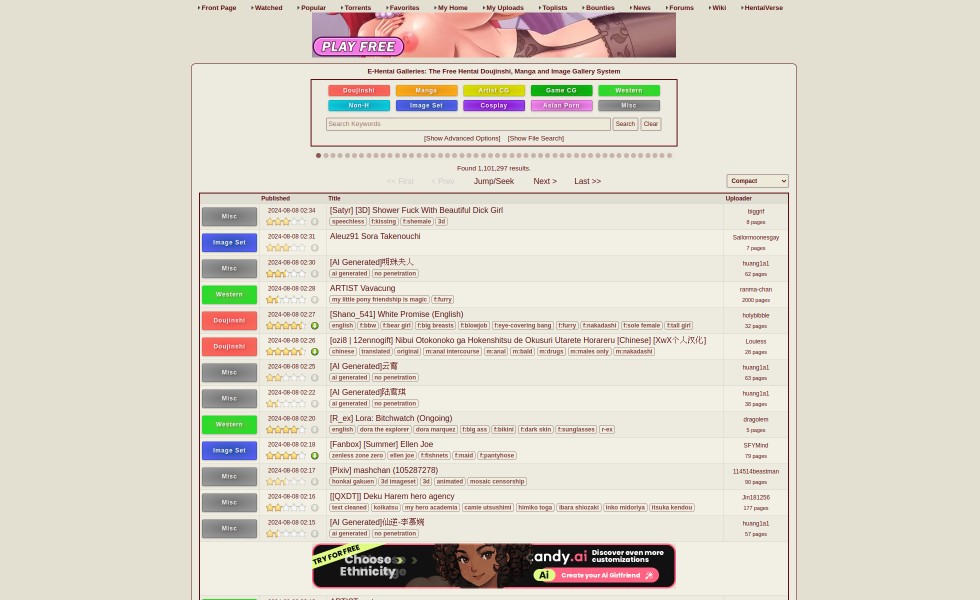 Front Page Watched Popular Torrents Favorites My Home My Uploads Toplists Bounties News Forums Wiki HentaiVerse
PLAY FREE
E-Hentai Galleries: The Free Hentai Doujinshi, Manga and Image Gallery System
Doujinshi Manga Artist CG Game CG Western
Non-H Image Set Cosplay Asian Porn Misc
Search Keywords Search Clear
[Show Advanced Options] [Show File Search]
Found 1,101,297 results.
<< First < Prev Jump/Seek Next > Last >> Compact
Published Title Uploader
Misc 2024-08-08 02:34 [Satyr] [3D] Shower Fuck With Beautiful Dick Girl
speechless f:kissing f:shemale 3d 8 pages
Image Set 2024-08-08 02:31 Aleuz91 Sora Takenouchi Sailormoonesgay
7 pages
Misc 2024-08-08 02:30 [AI Generated]明珠夫人 huang1a1
ai generated no penetration 62 pages
Western 2024-08-08 02:28 ARTIST Vavacung ranma-chan
my little pony friendship is magic f:furry 2000 pages
Doujinshi 2024-08-08 02:27 [Shano_541] White Promise (English) holybibble
english f:bbw f:bear girl f:big breasts f:blowjob f:eye-covering bang f:furry f:nakadashi f:sole female f:tall girl 32 pages
Doujinshi 2024-08-08 02:26 [ozi8 | 12ennogift] Nibui Otokonoko ga Hokenshitsu de Okusuri Utarete Horareru [Chinese] [XwX个人汉化] Louiess
chinese translated original m:anal intercourse m:anal m:bald m:drugs m:males only m:nakadashi 28 pages
Misc 2024-08-08 02:25 [AI Generated]云霄 huang1a1
ai generated no penetration 63 pages
Misc 2024-08-08 02:22 [AI Generated]陆雪琪 huang1a1
ai generated no penetration 38 pages
Western 2024-08-08 02:20 [R_ex] Lora: Bitchwatch (Ongoing) dragolem
english dora the explorer dora marquez f:big ass f:bikini f:dark skin f:sunglasses r-ex 5 pages
Image Set 2024-08-08 02:18 [Fanbox] [Summer] Ellen Joe SFYMind
zenless zone zero ellen joe f:fishnets f:maid f:pantyhose 79 pages
Misc 2024-08-08 02:17 [Pixiv] mashchan (105287278) 114514beastman
honkai gakuen 3d imageset 3d animated mosaic censorship 90 pages
Misc 2024-08-08 02:16 [[QXDT]] Deku Harem hero agency Jin181256
text cleaned koikatsu my hero academia camie utsushimi himiko toga ibara shiozaki inko midoriya itsuka kendou 177 pages
Misc 2024-08-08 02:15 [AI Generated]仙逆-李慕婉 huang1a1
ai generated no penetration 57 pages
TRY FOR FREE
Choose Ethnicity
candy.ai Discover even more customizations
Ai Create your AI Girlfriend